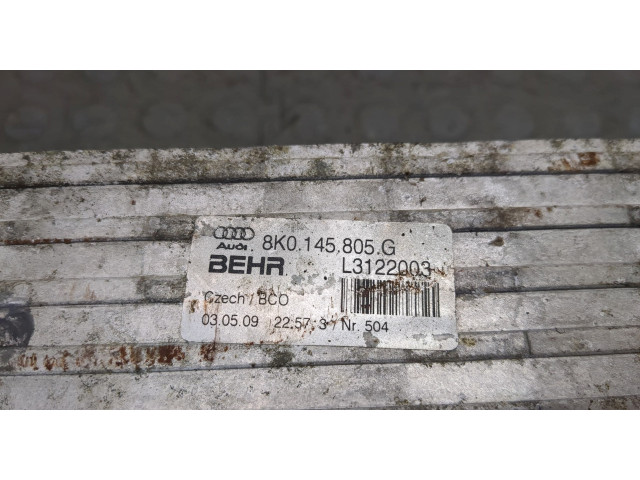 Audi 8K0.145.805.G
BEHR L3122003
Czech / BCO
03.05.09 22:57:3 / Nr. 504